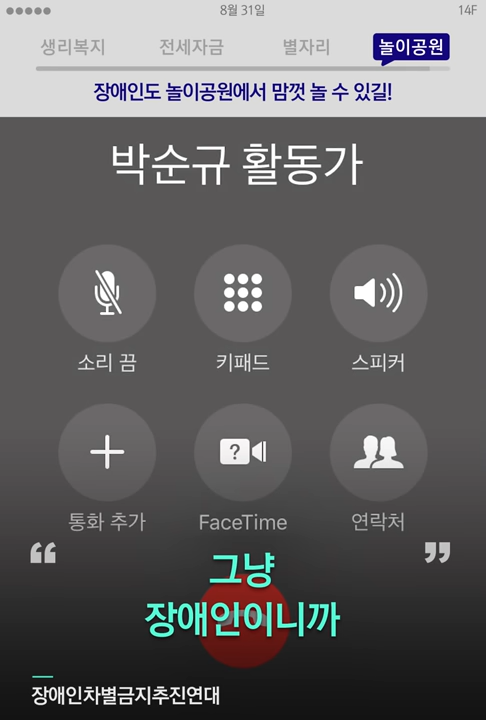 8월 31일
14F
생리복지 전세자금 별자리 놀이공원
장애인도 놀이공원에서 맘껏 놀 수 있길!
박순규 활동가
소리 끔 키패드 스피커
?
통화 추가 FaceTime 연락처
“ ”
그냥
장애인이니까
장애인차별금지추진연대